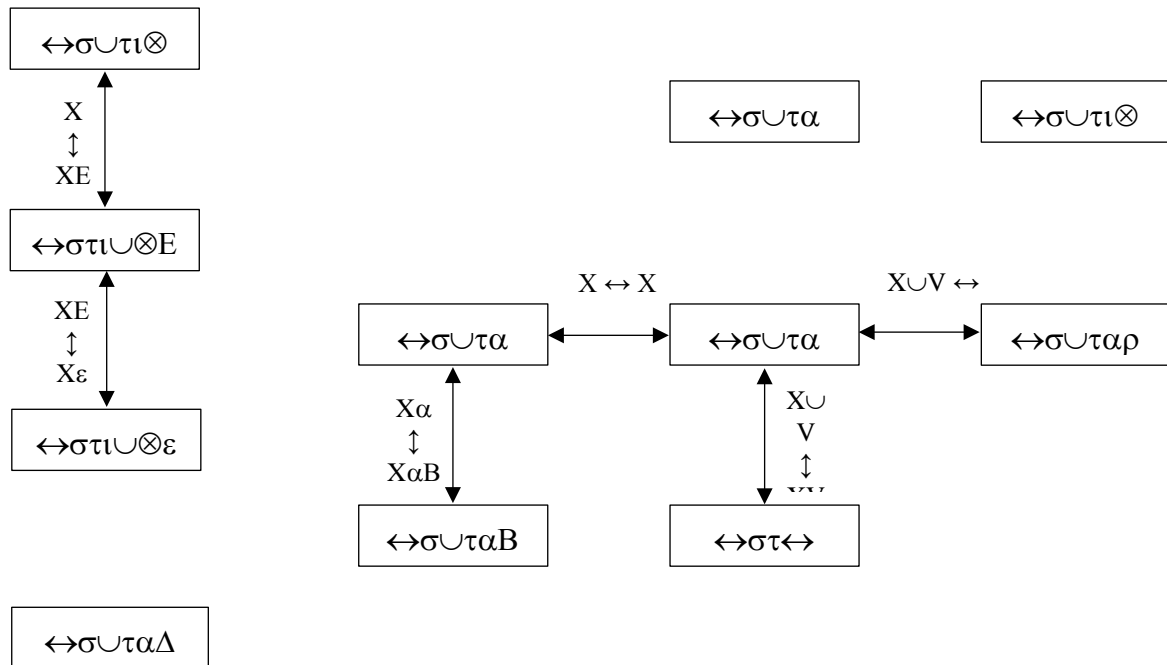 ↔σ∪τι⊗
X
↕
XE
↔στι∪⊗E
XE
↕
Xε
↔στι∪⊗ε
↔σ∪ταΔ
↔σ∪τα
↔σ∪τι⊗
X ↔ X
X∪V ↔
↔σ∪τα
↔σ∪τα
↔σ∪ταρ
Xα
↕
XαB
X∪
V
↕
↔σ∪ταB
↔στ↔